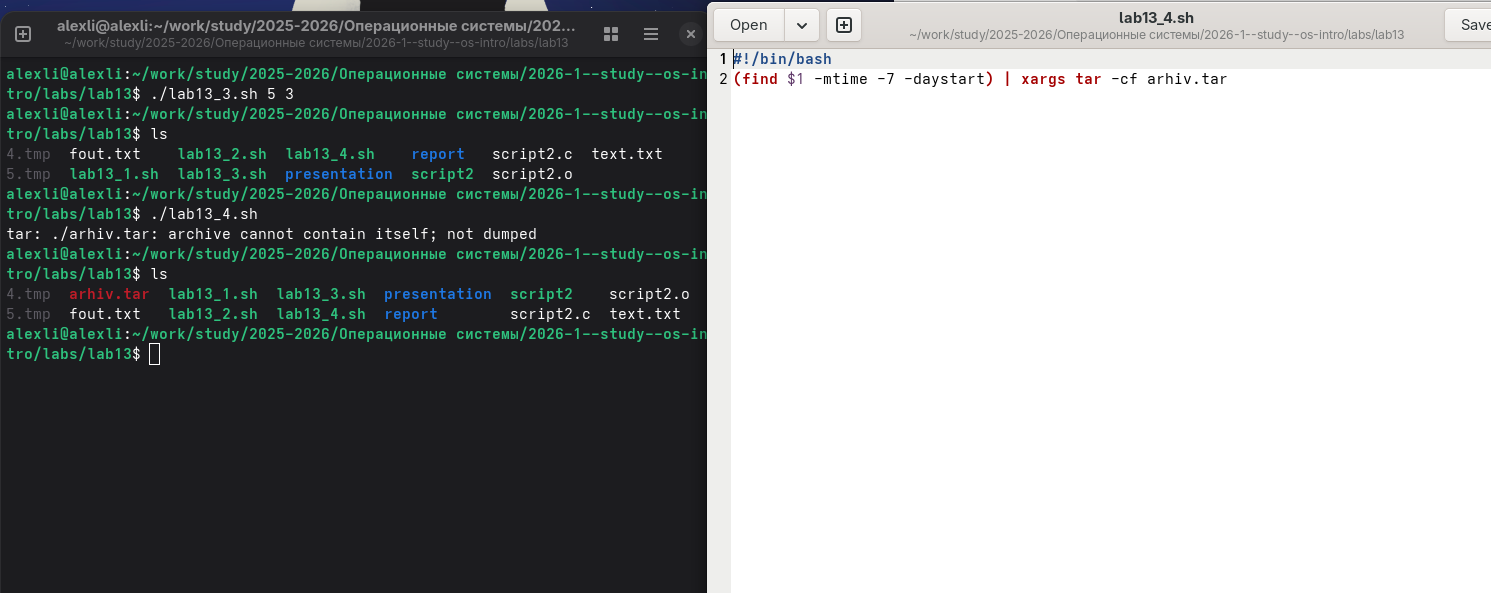 alexli@alexli:~/work/study/2025-2026/Операционные системы/202...
~/work/study/2025-2026/Операционные системы/2026-1--study--os-intro/labs/lab13
alexli@alexli:~/work/study/2025-2026/Операционные системы/2026-1--study--os-in
tro/labs/lab13$ ./lab13_3.sh 5 3
alexli@alexli:~/work/study/2025-2026/Операционные системы/2026-1--study--os-in
tro/labs/lab13$ ls
4.tmp  fout.txt    lab13_2.sh  lab13_4.sh    report   script2.c  text.txt
5.tmp  lab13_1.sh  lab13_3.sh  presentation  script2  script2.o
alexli@alexli:~/work/study/2025-2026/Операционные системы/2026-1--study--os-in
tro/labs/lab13$ ./lab13_4.sh
tar: ./arhiv.tar: archive cannot contain itself; not dumped
alexli@alexli:~/work/study/2025-2026/Операционные системы/2026-1--study--os-in
tro/labs/lab13$ ls
4.tmp  arhiv.tar  lab13_1.sh  lab13_3.sh  presentation  script2    script2.o
5.tmp  fout.txt   lab13_2.sh  lab13_4.sh  report        script2.c  text.txt
alexli@alexli:~/work/study/2025-2026/Операционные системы/2026-1--study--os-in
tro/labs/lab13$
Open
lab13_4.sh
~/work/study/2025-2026/Операционные системы/2026-1--study--os-intro/labs/lab13
Save
1 #!/bin/bash
2 (find $1 -mtime -7 -daystart) | xargs tar -cf arhiv.tar